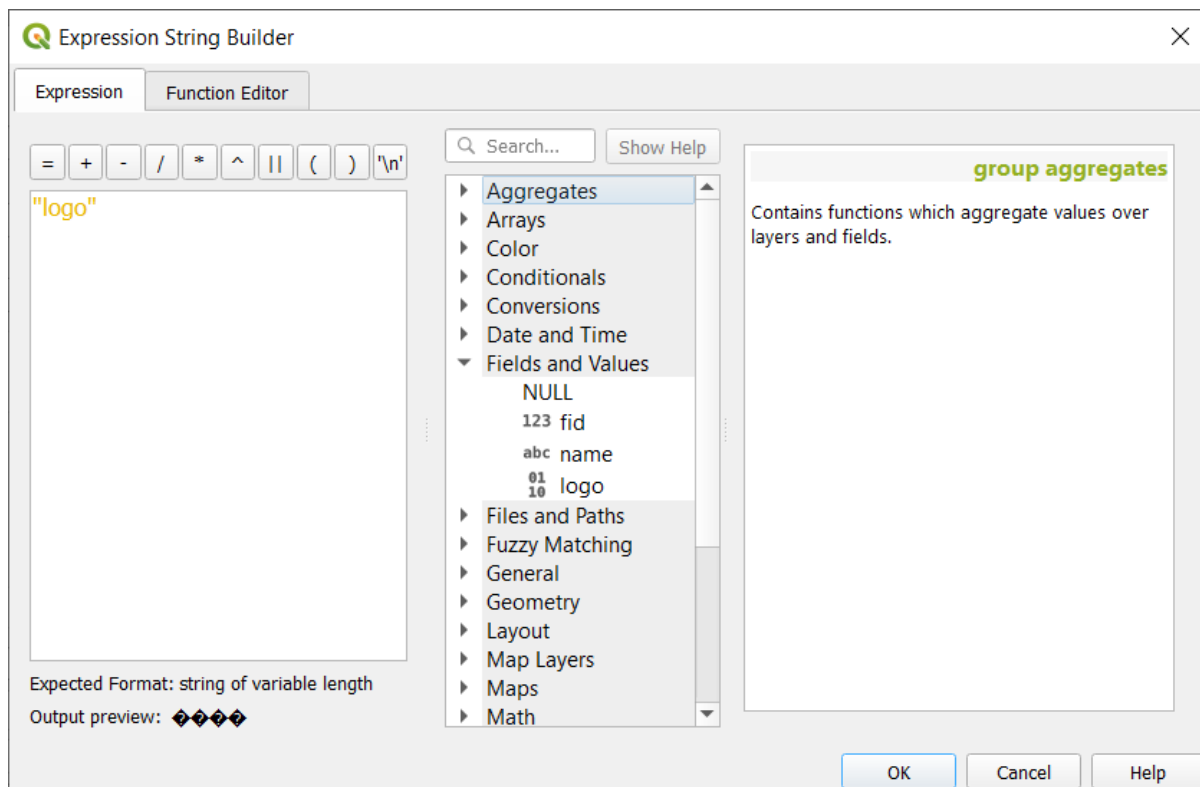 Expression String Builder
Expression
Function Editor
= + - / * ^ || ( ) '\n'
"logo"
Expected Format: string of variable length
Output preview: ����
Search...
Show Help
Aggregates
Arrays
Color
Conditionals
Conversions
Date and Time
Fields and Values
NULL
123 fid
abc name
01
10 logo
Files and Paths
Fuzzy Matching
General
Geometry
Layout
Map Layers
Maps
Math
group aggregates
Contains functions which aggregate values over
layers and fields.
OK
Cancel
Help